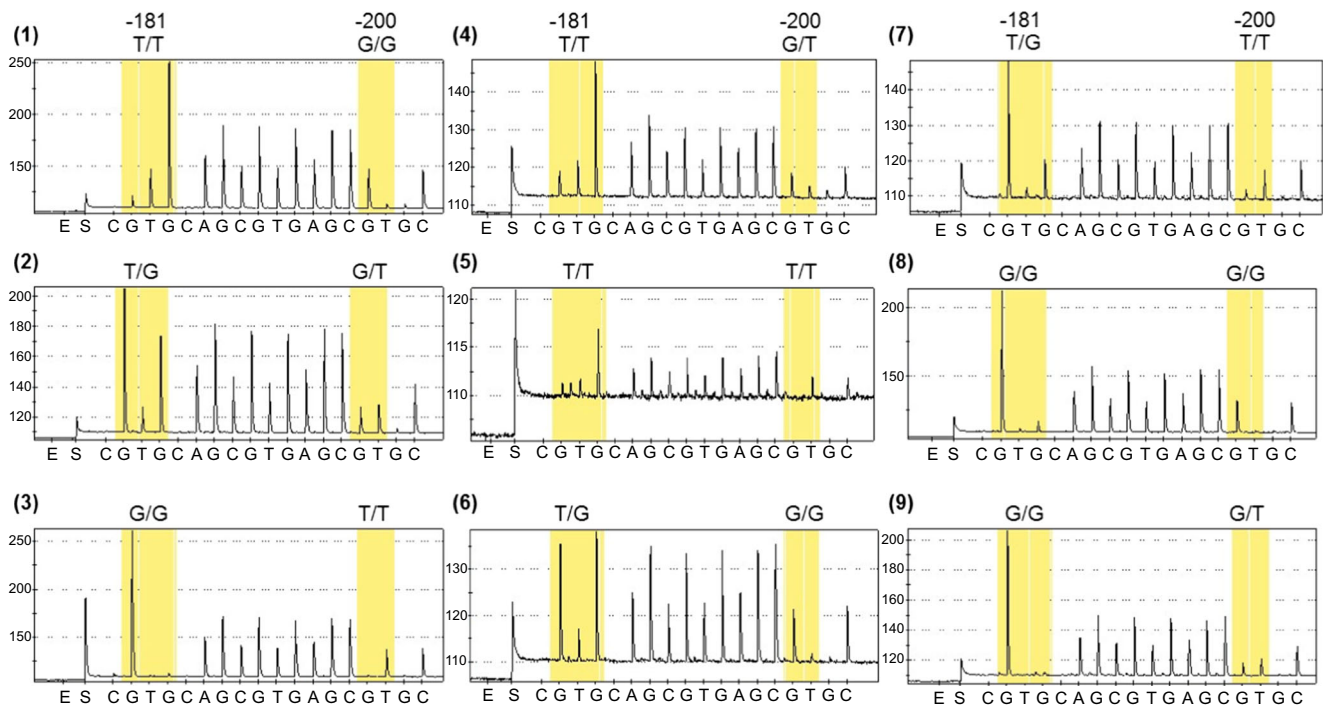 -181 -200
(1) T/T G/G
250
200
150
E S C G T G C A G C G T G A G C G T G C
(2) T/G G/T
200
180
160
140
120
E S C G T G C A G C G T G A G C G T G C
(3) G/G T/T
250
200
150
E S C G T G C A G C G T G A G C G T G C
-181 -200
(4) T/T G/T
140
130
120
110
E S C G T G C A G C G T G A G C G T G C
(5) T/T T/T
120
115
110
E S C G T G C A G C G T G A G C G T G C
(6) T/G G/G
130
120
110
E S C G T G C A G C G T G A G C G T G C
-181 -200
(7) T/G T/T
140
130
120
110
E S C G T G C A G C G T G A G C G T G C
(8) G/G G/G
200
150
E S C G T G C A G C G T G A G C G T G C
(9) G/G G/T
200
180
160
140
120
E S C G T G C A G C G T G A G C G T G C